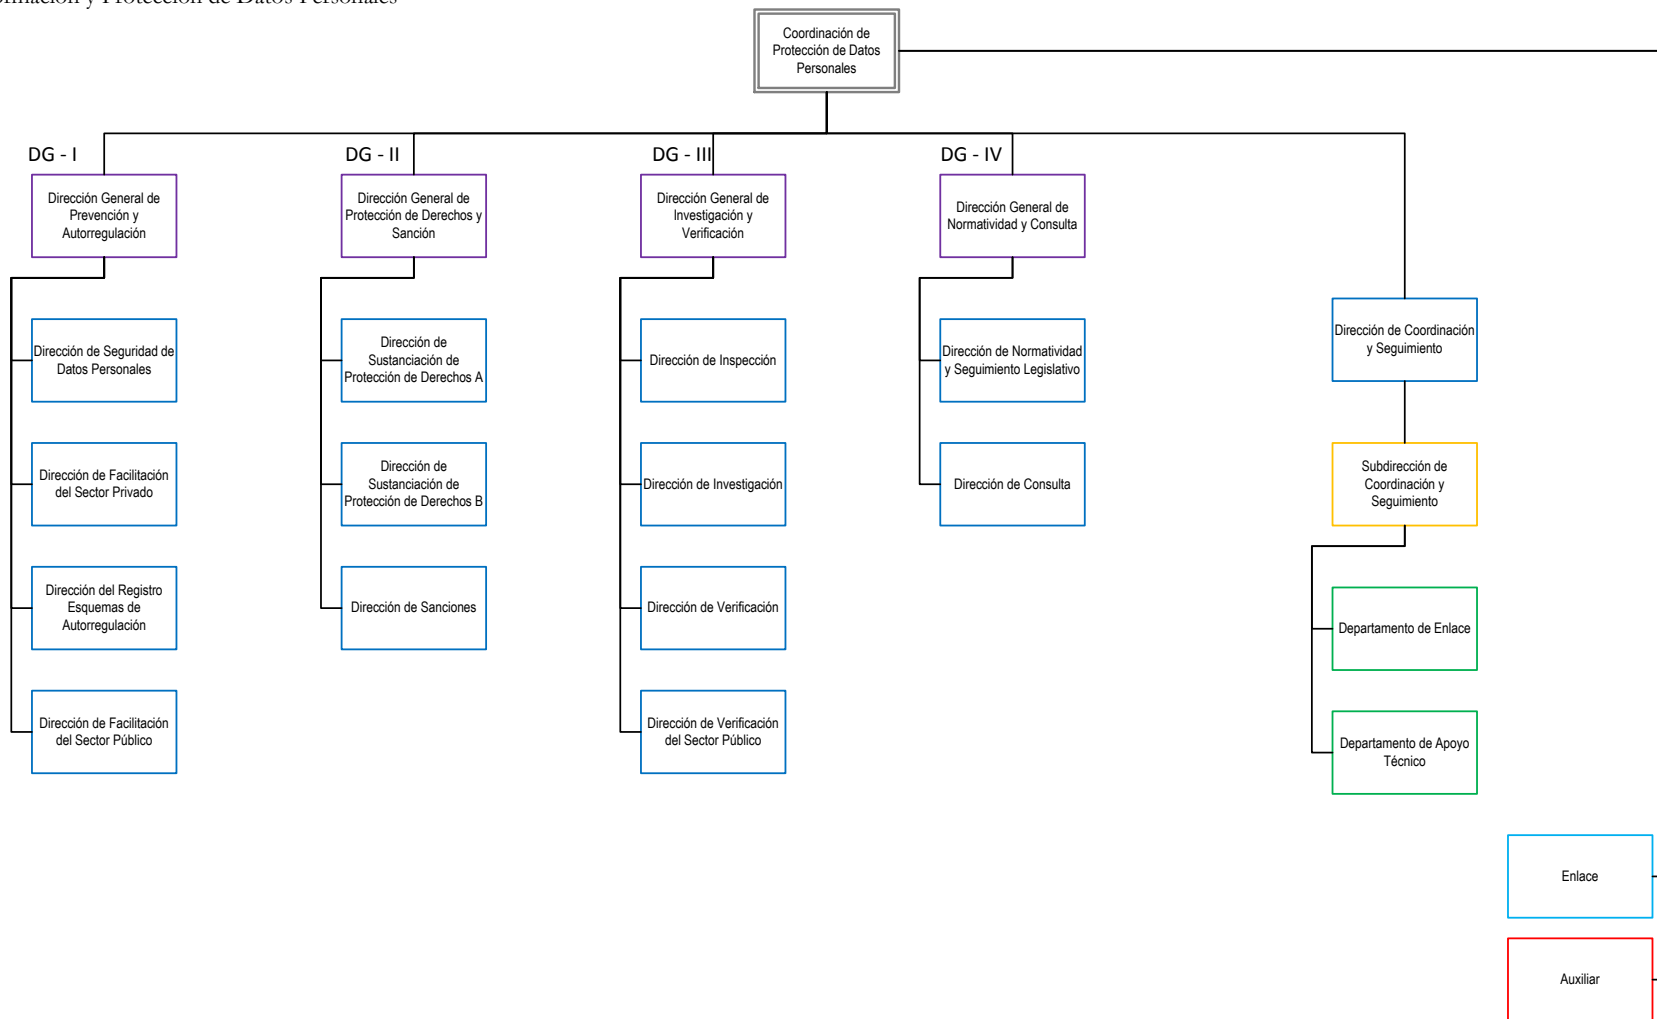 Protección de Datos Personales
Coordinación de
Protección de Datos
Personales
DG - I
DG - II
DG - III
DG - IV
Dirección General de
Prevención y
Autorregulación
Dirección General de
Protección de Derechos y
Sanción
Dirección General de
Investigación y
Verificación
Dirección General de
Normatividad y Consulta
Dirección de Seguridad de
Datos Personales
Dirección de
Sustanciación de
Protección de Derechos A
Dirección de Inspección
Dirección de Normatividad
y Seguimiento Legislativo
Dirección de Coordinación
y Seguimiento
Dirección de Facilitación
del Sector Privado
Dirección de
Sustanciación de
Protección de Derechos B
Dirección de Investigación
Dirección de Consulta
Subdirección de
Coordinación y
Seguimiento
Dirección del Registro
Esquemas de
Autorregulación
Dirección de Sanciones
Dirección de Verificación
Departamento de Enlace
Dirección de Facilitación
del Sector Público
Dirección de Verificación
del Sector Público
Departamento de Apoyo
Técnico
Enlace
Auxiliar